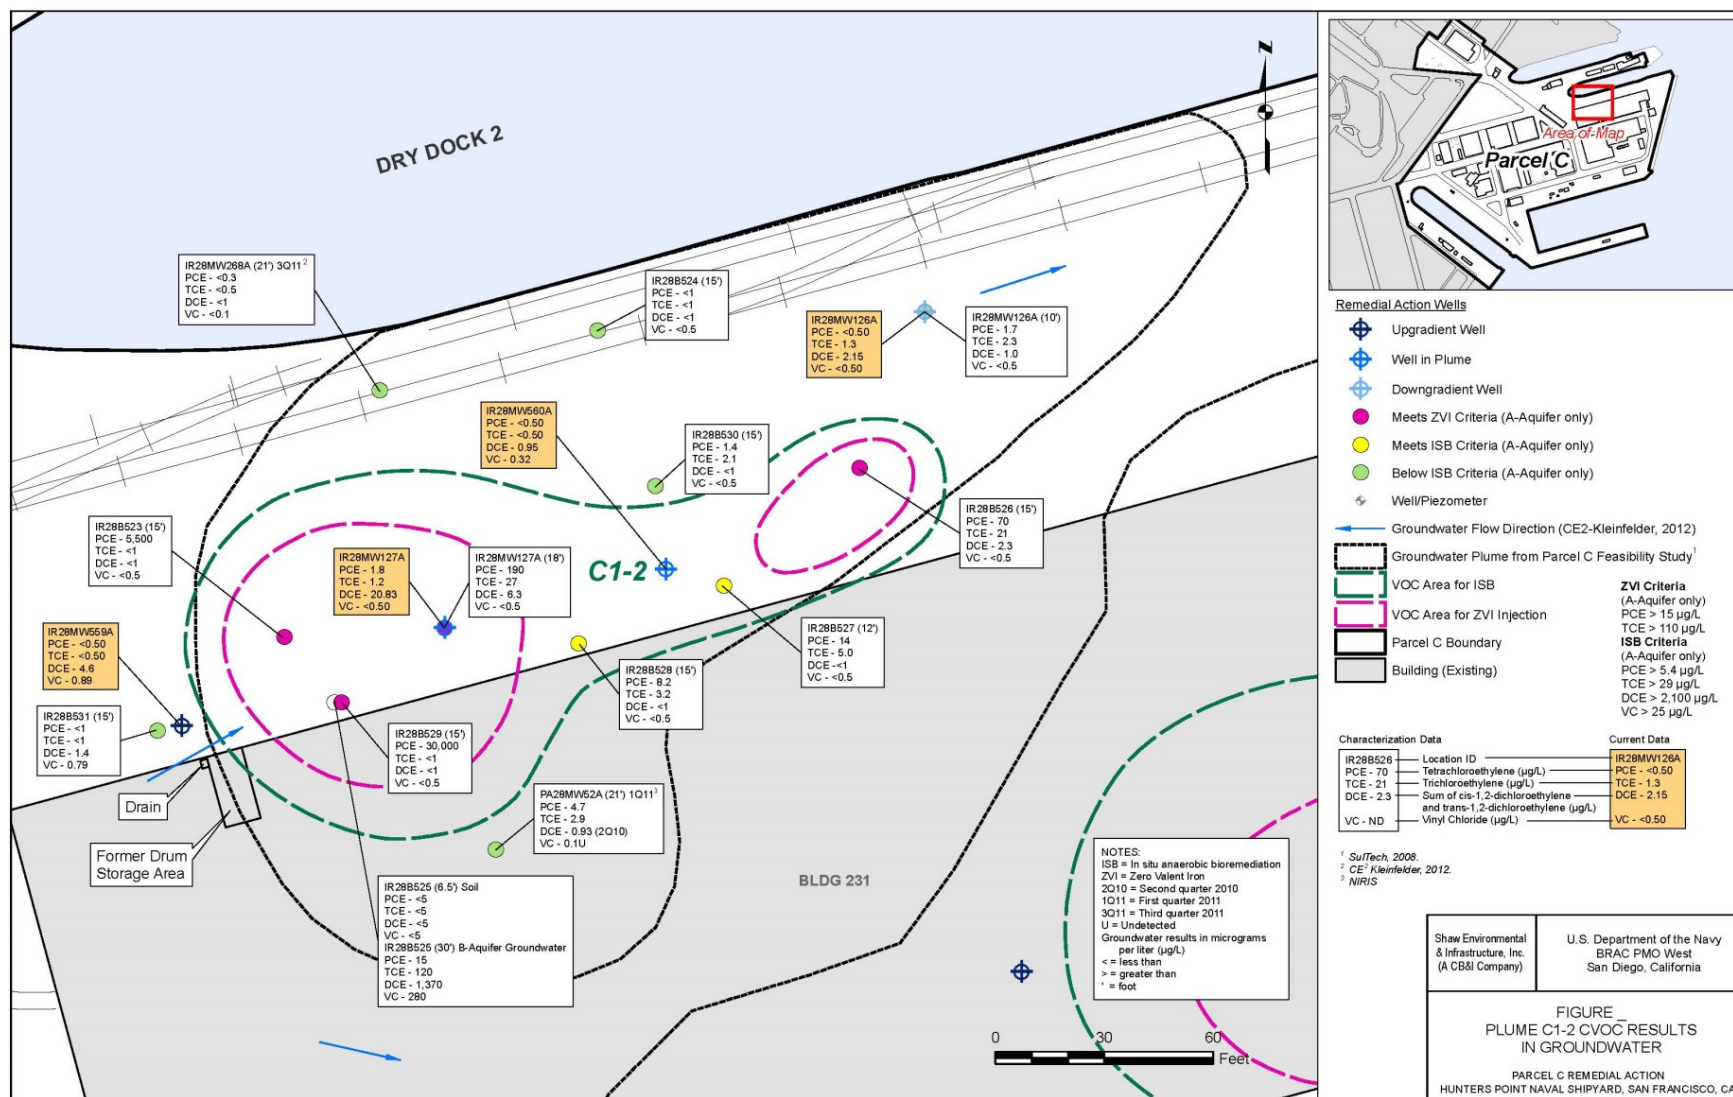 DRY DOCK 2
Z
IR28MW268A (21') 3Q11 2
PCE - <0.3
TCE - <0.5
DCE - <1
VC - <0.1
IR28B524 (15')
PCE - <1
TCE - <1
DCE - <1
VC - <0.5
IR28MW126A
PCE - <0.50
TCE - 1.3
DCE - 2.15
VC - <0.50
IR28MW126A (10')
PCE - 1.7
TCE - 2.3
DCE - 1.0
VC - <0.5
IR28MW560A
PCE - <0.50
TCE - <0.50
DCE - 0.95
VC - 0.32
IR28B530 (15')
PCE - 1.4
TCE - 2.1
DCE - <1
VC - <0.5
IR28B523 (15')
PCE - 5,500
TCE - <1
DCE - <1
VC - <0.5
IR28MW127A
PCE - 1.8
TCE - 1.2
DCE - 20.83
VC - <0.50
IR28MW127A (18')
PCE - 190
TCE - 27
DCE - 6.3
VC - <0.5
C1-2
IR28B526 (15')
PCE - 70
TCE - 21
DCE - 2.3
VC - <0.5
IR28MW559A
PCE - <0.50
TCE - <0.50
DCE - 4.6
VC - 0.89
IR28B531 (15')
PCE - <1
TCE - <1
DCE - 1.4
VC - 0.79
IR28B527 (12')
PCE - 14
TCE - 5.0
DCE - <1
VC - <0.5
IR28B528 (15')
PCE - 8.2
TCE - 3.2
DCE - <1
VC - <0.5
IR28B529 (15')
PCE - 30,000
TCE - <1
DCE - <1
VC - <0.5
Drain
Former Drum
Storage Area
PA28MW52A (21') 1Q11 3
PCE - 4.7
TCE - 2.9
DCE - 0.93 (2Q10)
VC - 0.1U
IR28B525 (6.5') Soil
PCE - <5
TCE - <5
DCE - <5
VC - <5
IR28B525 (30') B-Aquifer Groundwater
PCE - 15
TCE - 120
DCE - 1,370
VC - 280
BLDG 231
NOTES:
ISB = In situ anaerobic bioremediation
ZVI = Zero Valent Iron
2Q10 = Second quarter 2010
1Q11 = First quarter 2011
3Q11 = Third quarter 2011
U = Undetected
Groundwater results in micrograms
per liter (µg/L)
< = less than
> = greater than
' = foot
0 30 60
Feet
Area of Map
Parcel C
Remedial Action Wells
Upgradient Well
Well in Plume
Downgradient Well
Meets ZVI Criteria (A-Aquifer only)
Meets ISB Criteria (A-Aquifer only)
Below ISB Criteria (A-Aquifer only)
Well/Piezometer
Groundwater Flow Direction (CE2-Kleinfelder, 2012)
Groundwater Plume from Parcel C Feasibility Study 1
VOC Area for ISB
VOC Area for ZVI Injection
Parcel C Boundary
Building (Existing)
ZVI Criteria
(A-Aquifer only)
PCE > 15 µg/L
TCE > 110 µg/L
ISB Criteria
(A-Aquifer only)
PCE > 5.4 µg/L
TCE > 29 µg/L
DCE > 2,100 µg/L
VC > 25 µg/L
Characterization Data Current Data
IR28B526 Location ID IR28MW126A
PCE - 70 Tetrachloroethylene (µg/L) PCE - <0.50
TCE - 21 Trichloroethylene (µg/L) TCE - 1.3
DCE - 2.3 Sum of cis-1,2-dichloroethylene DCE - 2.15
and trans-1,2-dichloroethylene (µg/L)
VC - ND Vinyl Chloride (µg/L) VC - <0.50
1 SulTech, 2008.
2 CE2 Kleinfelder, 2012.
3 NIRIS
Shaw Environmental
& Infrastructure, Inc.
(A CB&I Company)
U.S. Department of the Navy
BRAC PMO West
San Diego, California
FIGURE _
PLUME C1-2 CVOC RESULTS
IN GROUNDWATER
PARCEL C REMEDIAL ACTION
HUNTERS POINT NAVAL SHIPYARD, SAN FRANCISCO, CA